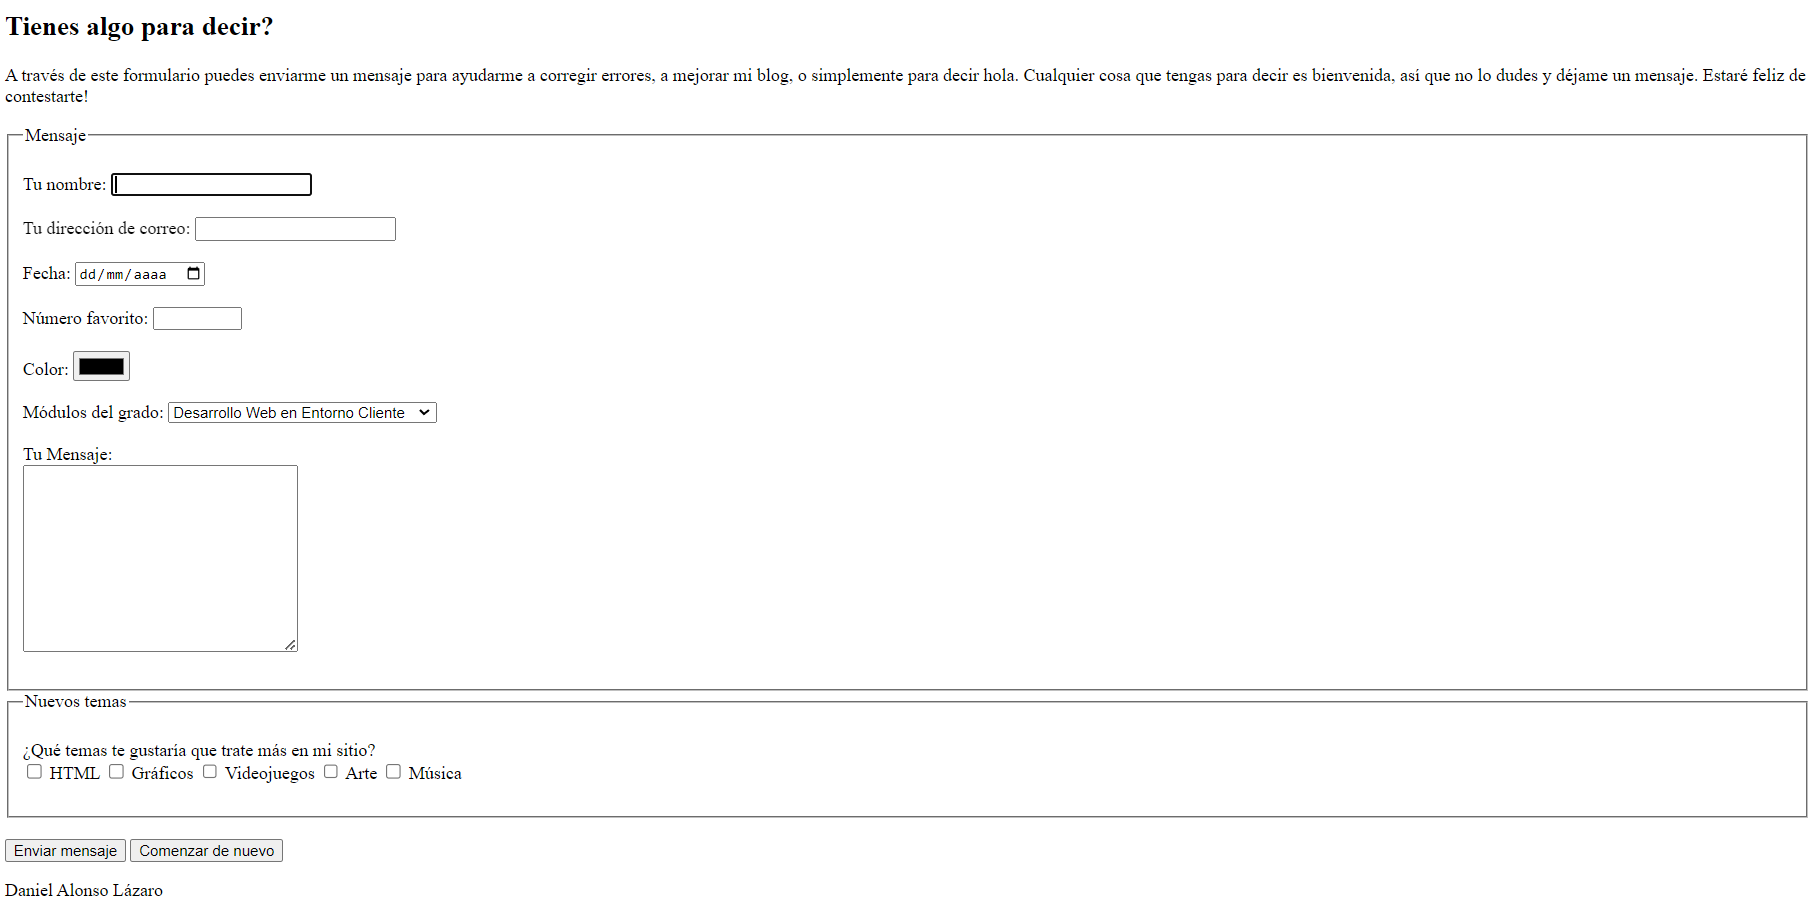 Tienes algo para decir?
A través de este formulario puedes enviarme un mensaje para ayudarme a corregir errores, a mejorar mi blog, o simplemente para decir hola. Cualquier cosa que tengas para decir es bienvenida, así que no lo dudes y déjame un mensaje. Estaré feliz de
contestarte!
Mensaje
Tu nombre:
Tu dirección de correo:
Fecha: dd/mm/aaaa
Número favorito:
Color:
Módulos del grado: Desarrollo Web en Entorno Cliente
Tu Mensaje:
Nuevos temas
¿Qué temas te gustaría que trate más en mi sitio?
HTML Gráficos Videojuegos Arte Música
Enviar mensaje Comenzar de nuevo
Daniel Alonso Lázaro